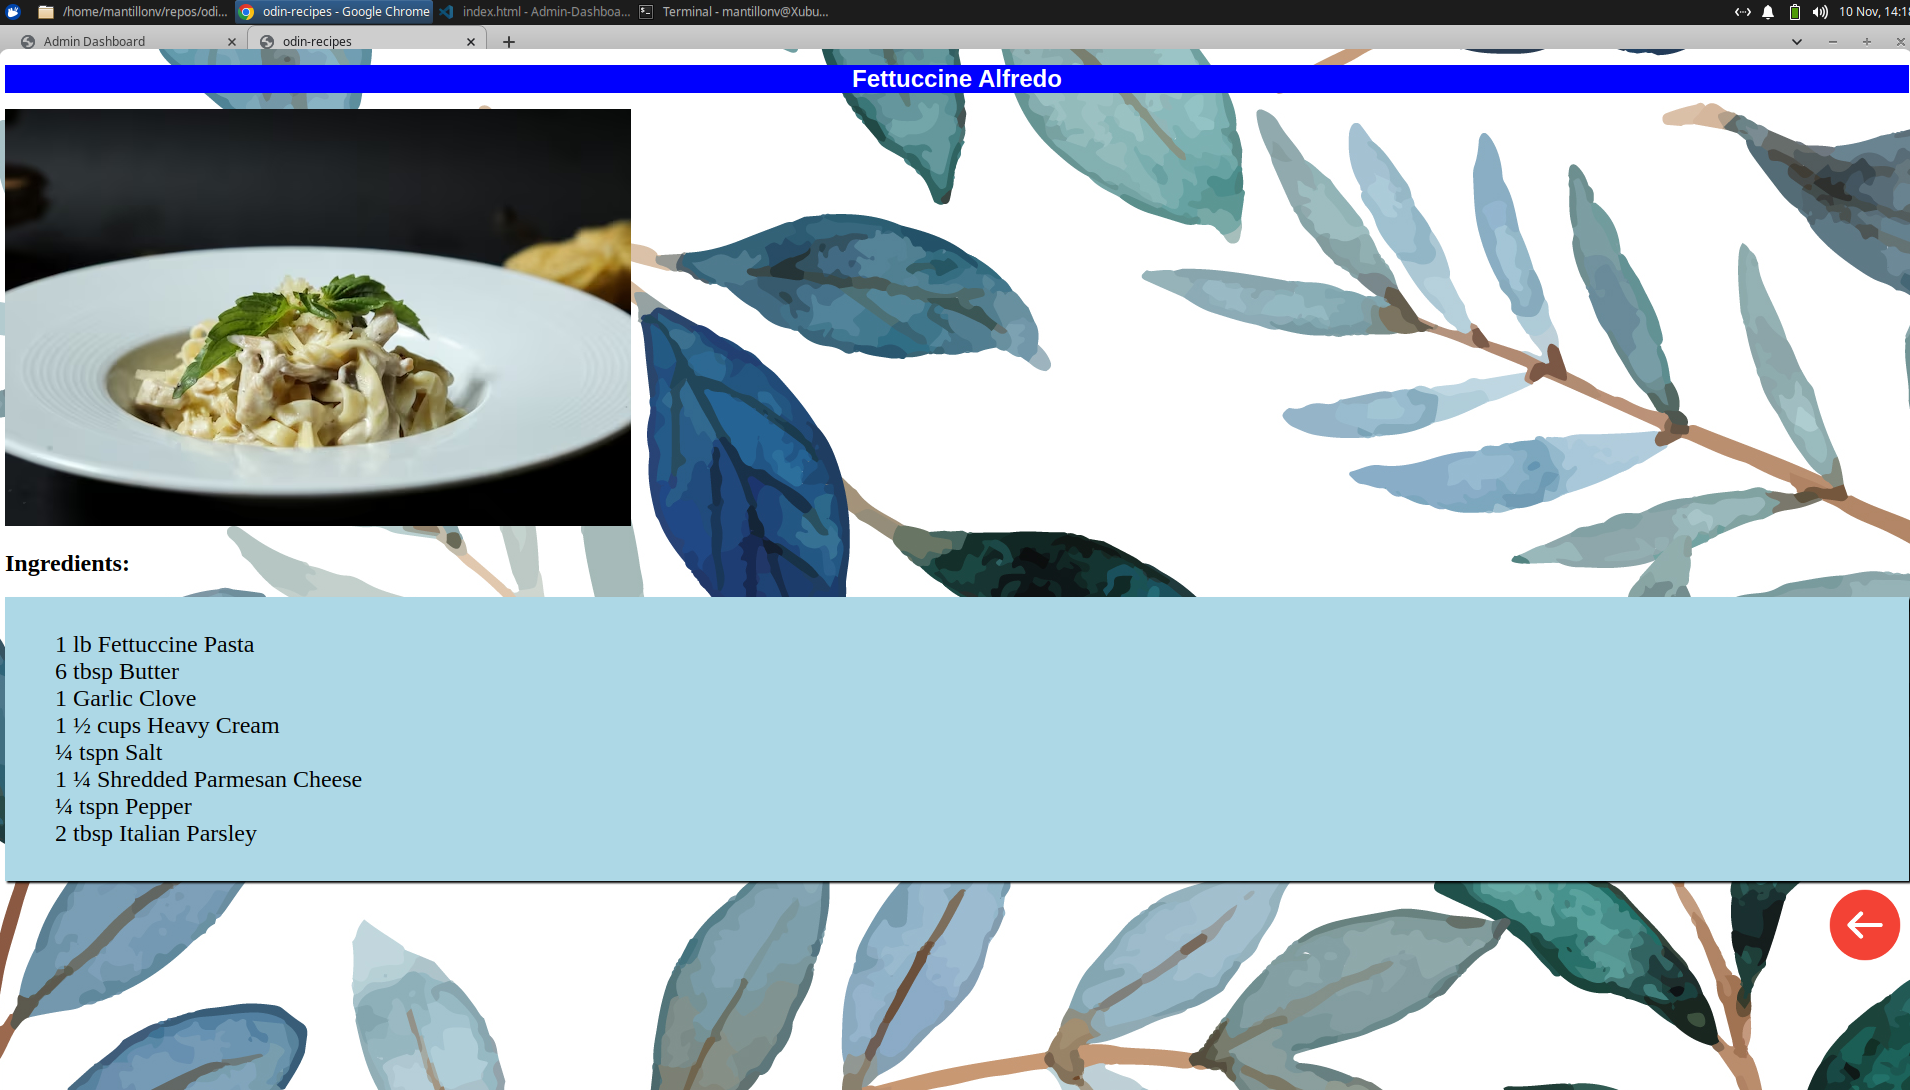 /home/mantillonv/repos/odi...
odin-recipes - Google Chrome
index.html - Admin-Dashboa...
Terminal - mantillonv@Xubu...
10 Nov, 14:18
Admin Dashboard
odin-recipes
Fettuccine Alfredo
Ingredients:
1 lb Fettuccine Pasta
6 tbsp Butter
1 Garlic Clove
1 ½ cups Heavy Cream
¼ tspn Salt
1 ¼ Shredded Parmesan Cheese
¼ tspn Pepper
2 tbsp Italian Parsley